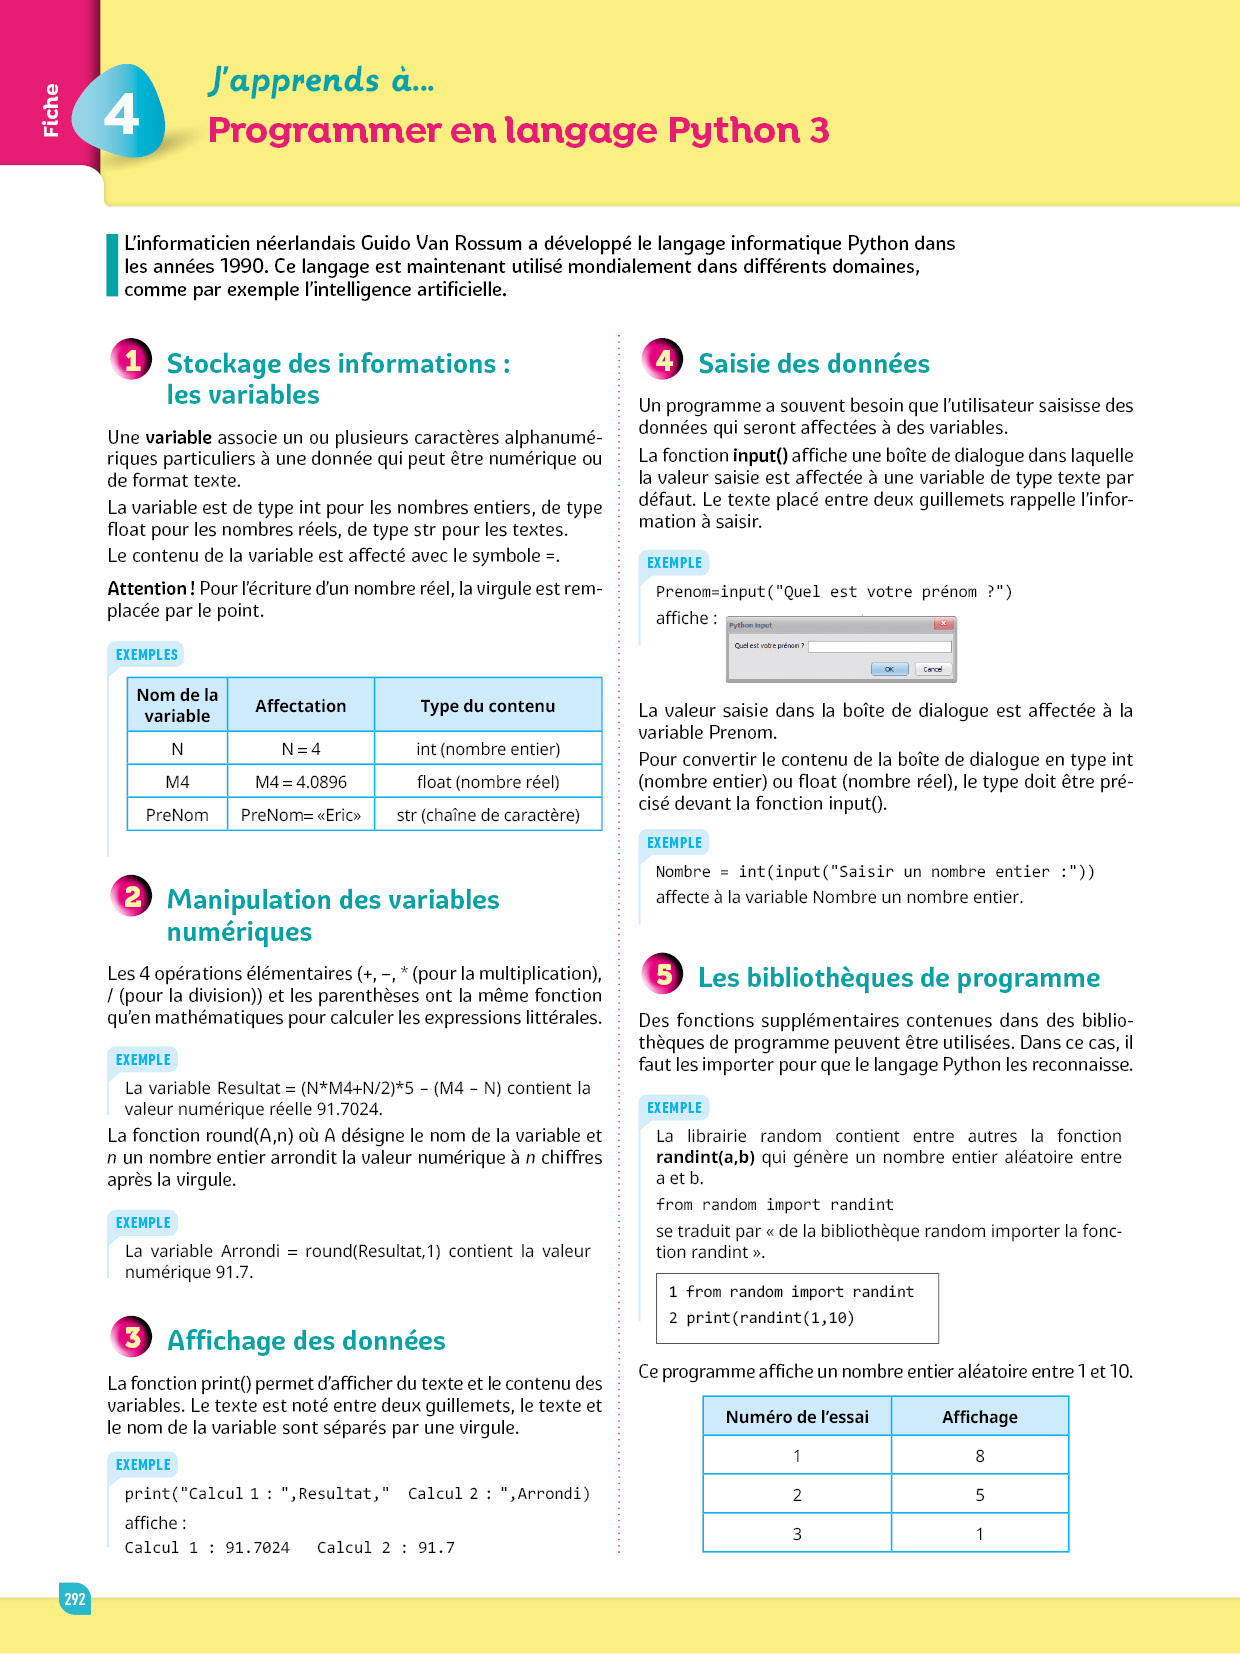 Fiche
4
J'apprends à...
Programmer en langage Python 3
L'informaticien néerlandais Guido Van Rossum a développé le langage informatique Python dans
les années 1990. Ce langage est maintenant utilisé mondialement dans différents domaines,
comme par exemple l'intelligence artificielle.
1 Stockage des informations :
les variables
Une variable associe un ou plusieurs caractères alphanumé-
riques particuliers à une donnée qui peut être numérique ou
de format texte.
La variable est de type int pour les nombres entiers, de type
float pour les nombres réels, de type str pour les textes.
Le contenu de la variable est affecté avec le symbole =.
Attention ! Pour l'écriture d'un nombre réel, la virgule est rem-
placée par le point.
EXEMPLES
Nom de la variable Affectation Type du contenu
N N = 4 int (nombre entier)
M4 M4 = 4.0896 float (nombre réel)
PreNom PreNom= «Eric» str (chaîne de caractère)
2 Manipulation des variables
numériques
Les 4 opérations élémentaires (+, –, * (pour la multiplication),
/ (pour la division)) et les parenthèses ont la même fonction
qu'en mathématiques pour calculer les expressions littérales.
EXEMPLE
La variable Resultat = (N*M4+N/2)*5 – (M4 – N) contient la
valeur numérique réelle 91.7024.
La fonction round(A,n) où A désigne le nom de la variable et
n un nombre entier arrondit la valeur numérique à n chiffres
après la virgule.
EXEMPLE
La variable Arrondi = round(Resultat,1) contient la valeur
numérique 91.7.
3 Affichage des données
La fonction print() permet d'afficher du texte et le contenu des
variables. Le texte est noté entre deux guillemets, le texte et
le nom de la variable sont séparés par une virgule.
EXEMPLE
print("Calcul 1 : ",Resultat,"  Calcul 2 : ",Arrondi)
affiche :
Calcul 1 : 91.7024   Calcul 2 : 91.7
4 Saisie des données
Un programme a souvent besoin que l'utilisateur saisisse des
données qui seront affectées à des variables.
La fonction input() affiche une boîte de dialogue dans laquelle
la valeur saisie est affectée à une variable de type texte par
défaut. Le texte placé entre deux guillemets rappelle l'infor-
mation à saisir.
EXEMPLE
Prenom=input("Quel est votre prénom ?")
affiche :
Python Input
Quel est votre prénom ?
OK Cancel
La valeur saisie dans la boîte de dialogue est affectée à la
variable Prenom.
Pour convertir le contenu de la boîte de dialogue en type int
(nombre entier) ou float (nombre réel), le type doit être pré-
cisé devant la fonction input().
EXEMPLE
Nombre = int(input("Saisir un nombre entier :"))
affecte à la variable Nombre un nombre entier.
5 Les bibliothèques de programme
Des fonctions supplémentaires contenues dans des biblio-
thèques de programme peuvent être utilisées. Dans ce cas, il
faut les importer pour que le langage Python les reconnaisse.
EXEMPLE
La librairie random contient entre autres la fonction
randint(a,b) qui génère un nombre entier aléatoire entre
a et b.
from random import randint
se traduit par « de la bibliothèque random importer la fonc-
tion randint ».
1 from random import randint
2 print(randint(1,10)
Ce programme affiche un nombre entier aléatoire entre 1 et 10.
Numéro de l'essai Affichage
1 8
2 5
3 1
292